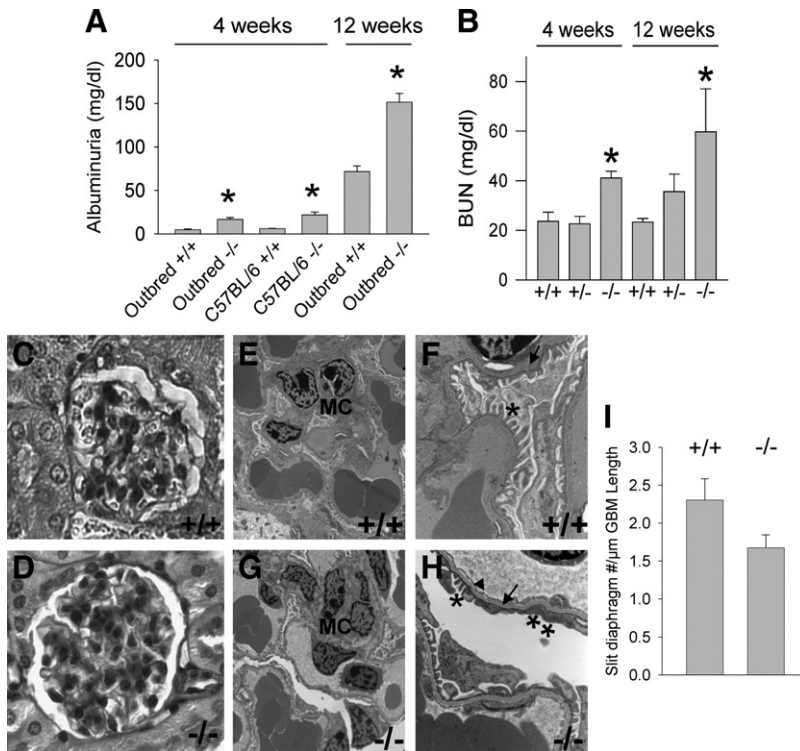 A
4 weeks
12 weeks
Albuminuria (mg/dl)
200
150
100
50
0
*
*
*
Outbred +/+
Outbred -/-
C57BL/6 +/+
C57BL/6 -/-
Outbred +/+
Outbred -/-
B
4 weeks
12 weeks
BUN (mg/dl)
80
60
40
20
0
*
*
+/+
+/-
-/-
+/+
+/-
-/-
C
+/+
E
MC
+/+
F
*
+/+
D
-/-
G
MC
-/-
H
*
**
-/-
I
+/+
-/-
Slit diaphragm #/µm GBM Length
3.0
2.5
2.0
1.5
1.0
0.5
0.0